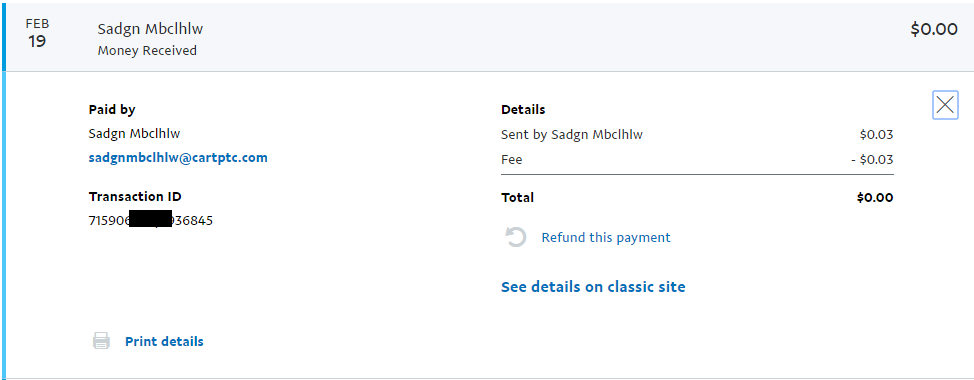 FEB
19
Sadgn Mbclhlw
Money Received
$0.00
Paid by
Sadgn Mbclhlw
sadgnmbclhlw@cartptc.com
Transaction ID
715906 936845
Print details
Details
Sent by Sadgn Mbclhlw $0.03
Fee - $0.03
Total $0.00
Refund this payment
See details on classic site